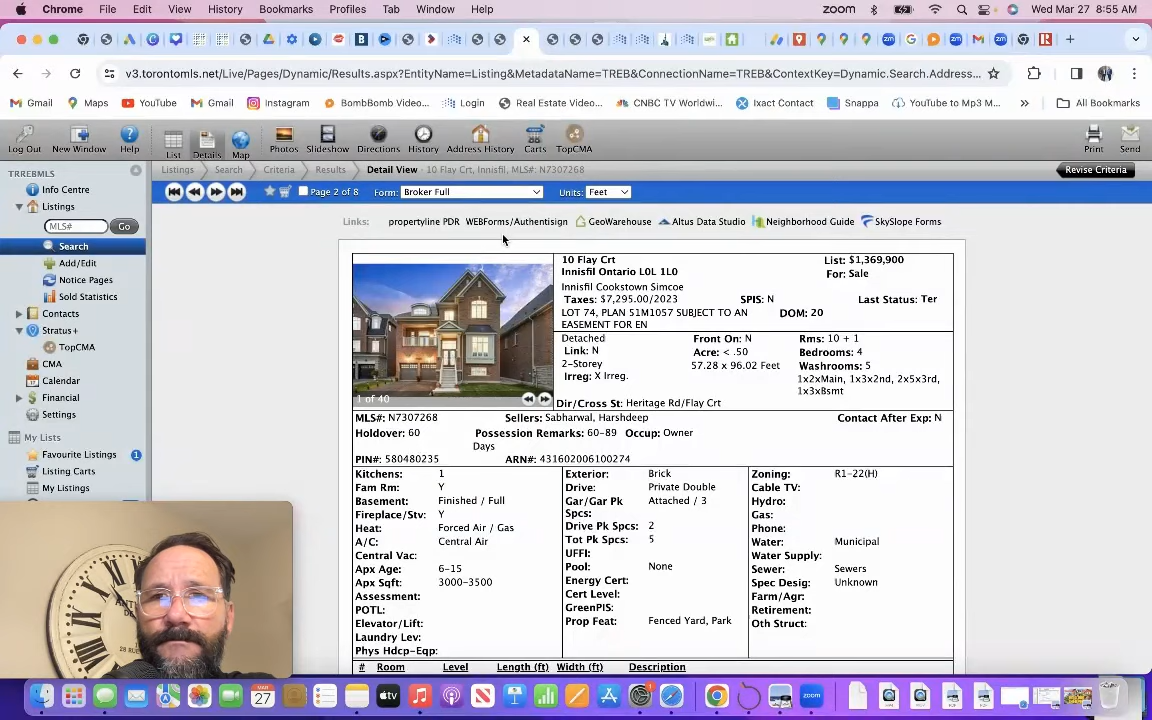 Chrome File Edit View History Bookmarks Profiles Tab Window Help zoom Wed Mar 27 8:55 AM
v3.torontomls.net/Live/Pages/Dynamic/Results.aspx?EntityName=Listing&MetadataName=TREB&ConnectionName=TREB&ContextKey=Dynamic.Search.Address...
Gmail Maps YouTube Gmail Instagram BombBomb Video... Login Real Estate Video... CNBC TV Worldwi... Ixact Contact Snappa YouTube to Mp3 M... » All Bookmarks
Log Out New Window Help List Details Map Photos Slideshow Directions History Address History Carts TopCMA Print Send
TRREBMLS Listings Search Criteria Results Detail View · 10 Flay Crt, Innisfil, MLS#: N7307268 Revise Criteria
Info Centre Page 2 of 8 Form: Broker Full Units: Feet
Listings
MLS# Go Links: propertyline PDR WEBForms/Authentisign GeoWarehouse Altus Data Studio Neighborhood Guide SkySlope Forms
Search
Add/Edit
Notice Pages
Sold Statistics
Contacts
Stratus+
TopCMA
CMA
Calendar
Financial
Settings
My Lists
Favourite Listings 1
Listing Carts
My Listings
1 of 40
10 Flay Crt List: $1,369,900
Innisfil Ontario L0L 1L0 For: Sale
Innisfil Cookstown Simcoe
Taxes: $7,295.00/2023 SPIS: N Last Status: Ter
LOT 74, PLAN 51M1057 SUBJECT TO AN DOM: 20
EASEMENT FOR EN
Detached Front On: N Rms: 10 + 1
Link: N Acre: < .50 Bedrooms: 4
2-Storey 57.28 x 96.02 Feet Washrooms: 5
Irreg: X Irreg. 1x2xMain, 1x3x2nd, 2x5x3rd,
1x3xBsmt
Dir/Cross St: Heritage Rd/Flay Crt
MLS#: N7307268 Sellers: Sabharwal, Harshdeep Contact After Exp: N
Holdover: 60 Possession Remarks: 60-89 Occup: Owner
Days
PIN#: 580480235 ARN#: 431602006100274
Kitchens: 1 Exterior: Brick Zoning: R1-22(H)
Fam Rm: Y Drive: Private Double Cable TV:
Basement: Finished / Full Gar/Gar Pk Attached / 3 Hydro:
Fireplace/Stv: Y Spcs: Gas:
Heat: Forced Air / Gas Drive Pk Spcs: 2 Phone:
A/C: Central Air Tot Pk Spcs: 5 Water: Municipal
Central Vac: UFFI: Water Supply:
Apx Age: 6-15 Pool: None Sewer: Sewers
Apx Sqft: 3000-3500 Energy Cert: Spec Desig: Unknown
Assessment: Cert Level: Farm/Agr:
POTL: GreenPIS: Retirement:
Elevator/Lift: Prop Feat: Fenced Yard, Park Oth Struct:
Laundry Lev:
Phys Hdcp-Eqp:
# Room Level Length (ft) Width (ft) Description